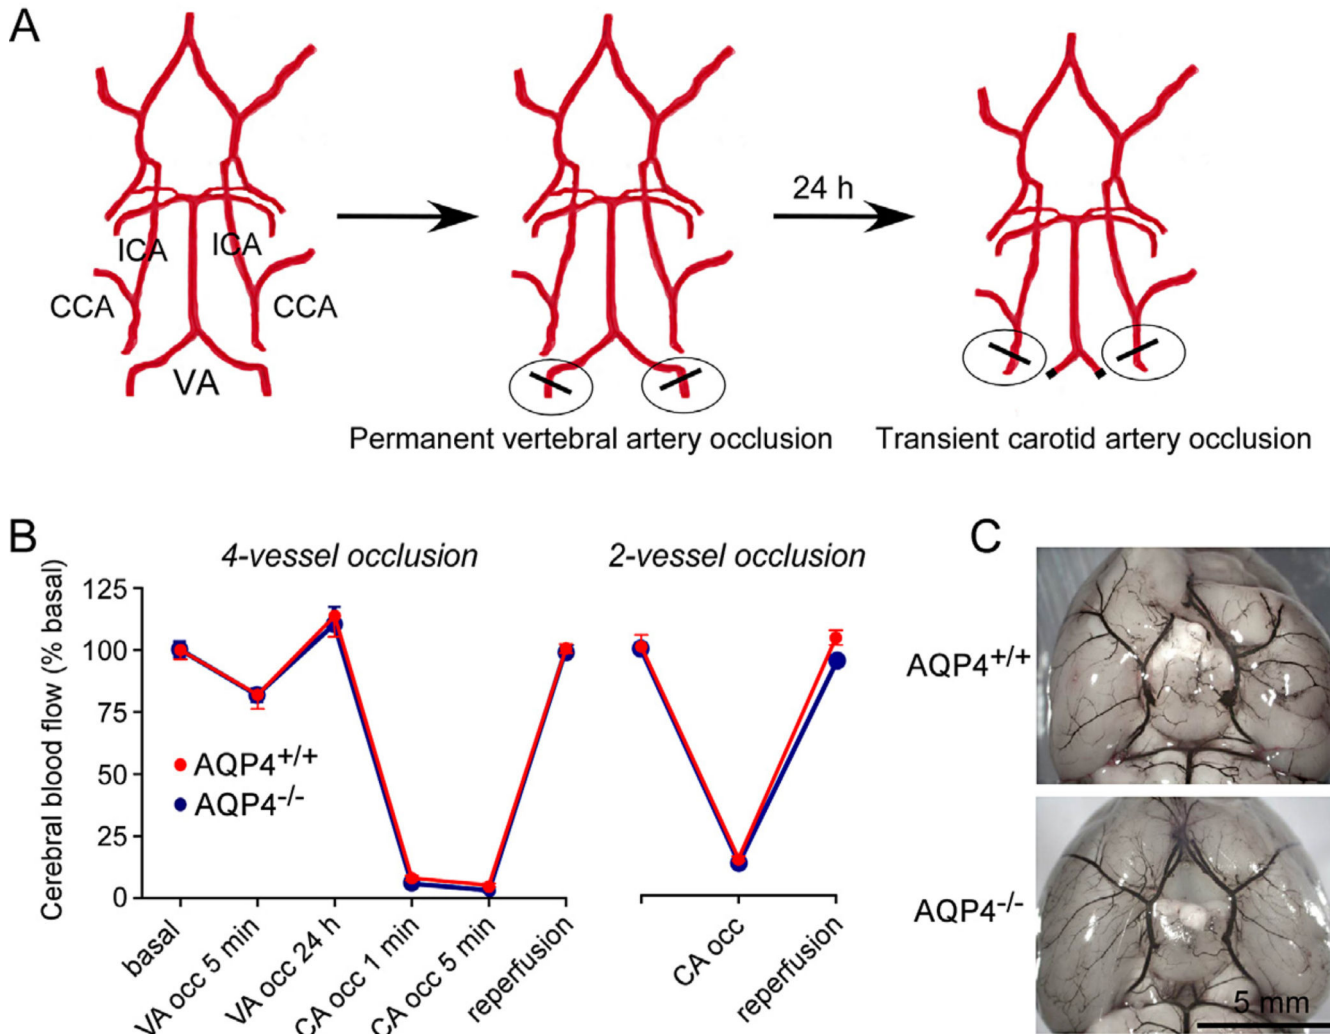 A
24 h
ICA ICA
CCA CCA
VA
Permanent vertebral artery occlusion
Transient carotid artery occlusion
B
4-vessel occlusion
2-vessel occlusion
Cerebral blood flow (% basal)
125
100
75
50
25
0
AQP4+/+
AQP4-/-
basal
VA occ 5 min
VA occ 24 h
CA occ 1 min
CA occ 5 min
reperfusion
CA occ
reperfusion
C
AQP4+/+
AQP4-/-
5 mm